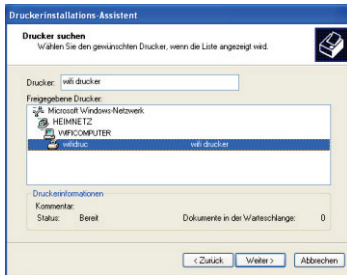 Druckerinstallations-Assistent
Drucker suchen
Wählen Sie den gewünschten Drucker, wenn die Liste angezeigt wird.
Drucker: wifi drucker
Freigegebene Drucker:
Microsoft Windows-Netzwerk
HEIMNETZ
WIFICOMPUTER
wifidruc wifi drucker
Druckerinformationen
Kommentar:
Status: Bereit Dokumente in der Warteschlange: 0
< Zurück Weiter > Abbrechen